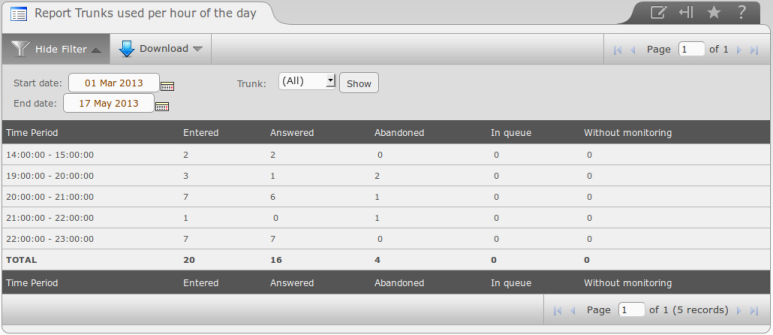 Report Trunks used per hour of the day ?
Hide Filter Download Page 1 of 1
Start date: 01 Mar 2013 Trunk: (All) Show
End date: 17 May 2013
Time Period Entered Answered Abandoned In queue Without monitoring
14:00:00 - 15:00:00 2 2 0 0 0
19:00:00 - 20:00:00 3 1 2 0 0
20:00:00 - 21:00:00 7 6 1 0 0
21:00:00 - 22:00:00 1 0 1 0 0
22:00:00 - 23:00:00 7 7 0 0 0
TOTAL 20 16 4 0 0
Time Period Entered Answered Abandoned In queue Without monitoring
Page 1 of 1 (5 records)